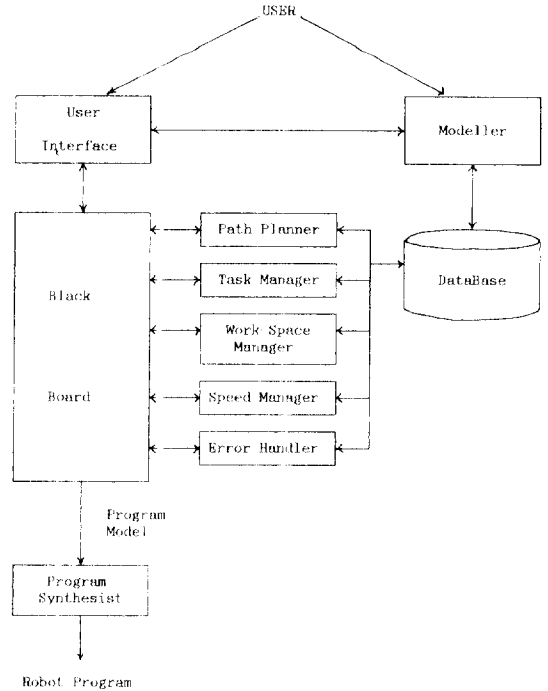 USER
User
Interface
Modeller
Black
Board
Path Planner
Task Manager
Work Space
Manager
Speed Manager
Error Handler
DataBase
Program
Model
Program
Synthesist
Robot Program